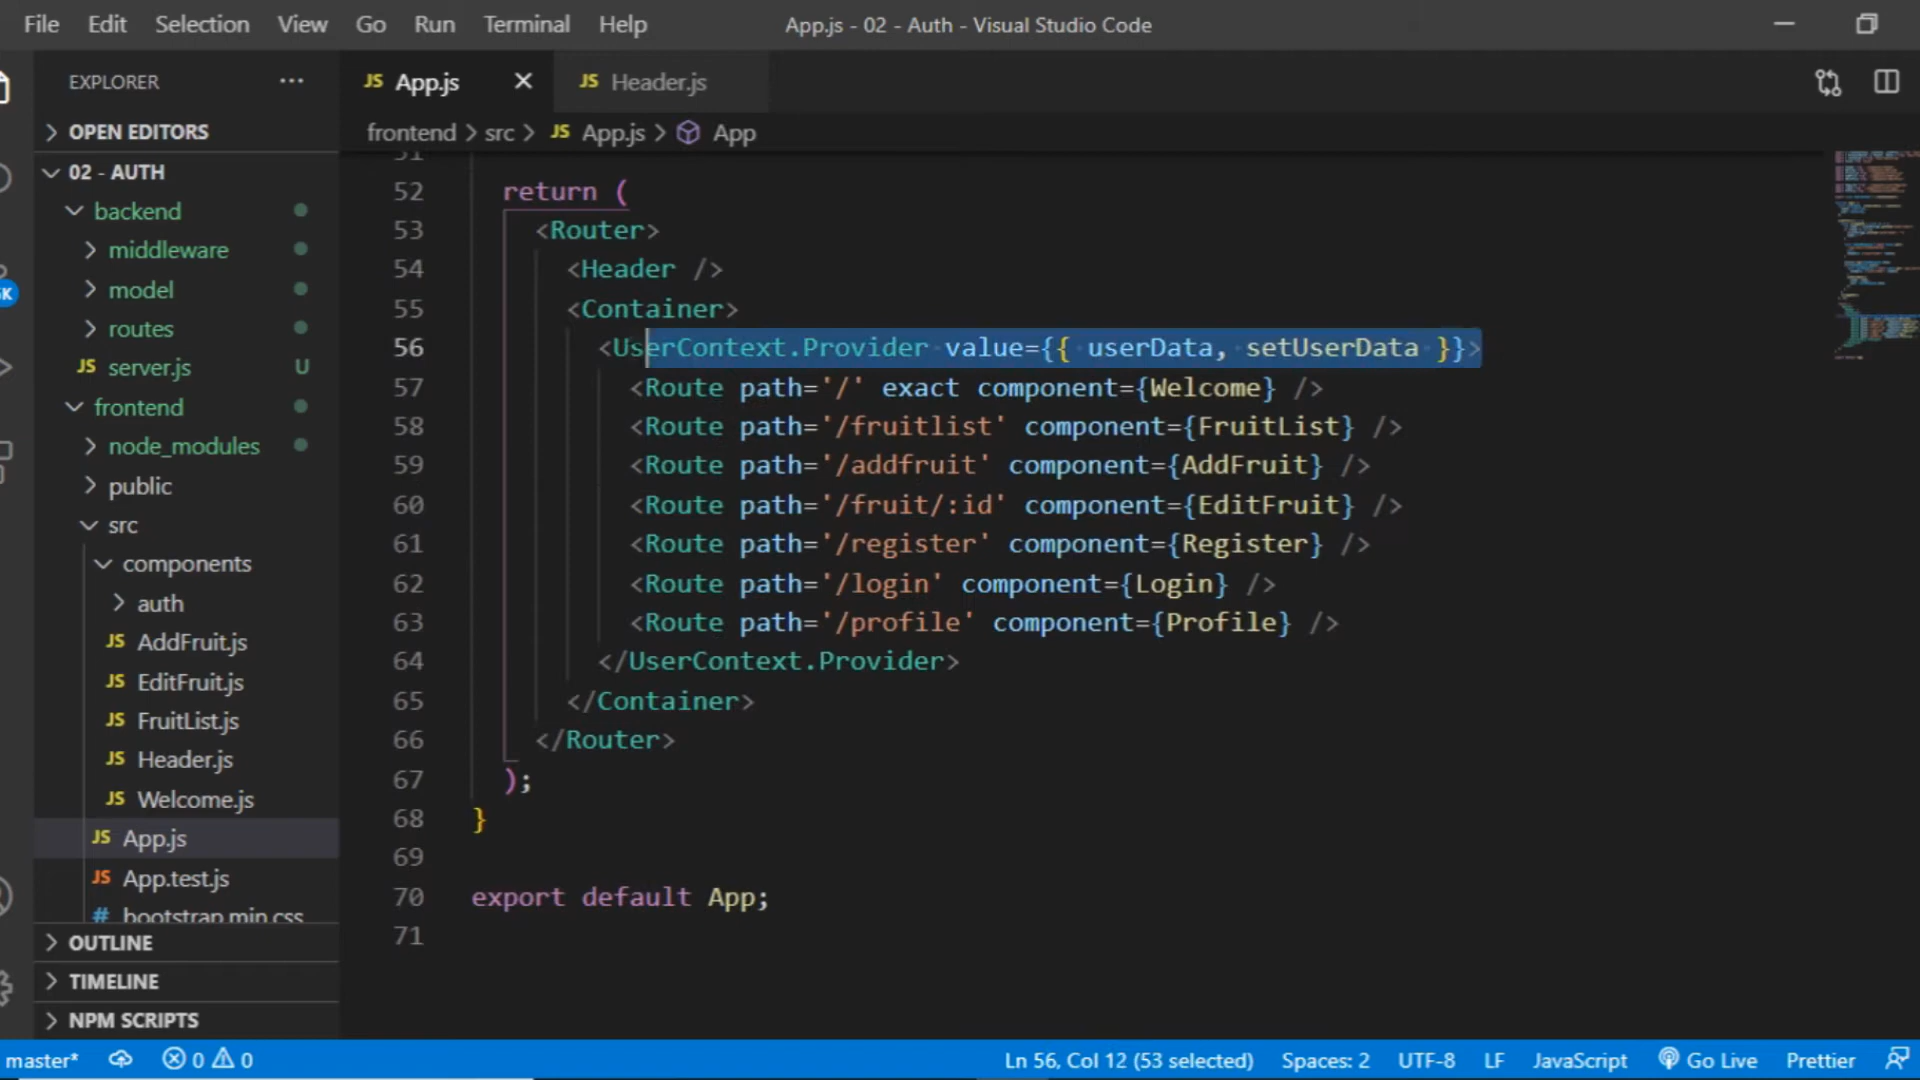 File Edit Selection View Go Run Terminal Help App.js - 02 - Auth - Visual Studio Code
EXPLORER ...
OPEN EDITORS
02 - AUTH
backend
middleware
model
routes
JS server.js U
frontend
node_modules
public
src
components
auth
JS AddFruit.js
JS EditFruit.js
JS FruitList.js
JS Header.js
JS Welcome.js
JS App.js
JS App.test.js
# bootstrap.min.css
OUTLINE
TIMELINE
NPM SCRIPTS
K
JS App.js JS Header.js
frontend > src > JS App.js > App
51
52 return (
53 <Router>
54 <Header />
55 <Container>
56 <UserContext.Provider value={{ userData, setUserData }}>
57 <Route path='/' exact component={Welcome} />
58 <Route path='/fruitlist' component={FruitList} />
59 <Route path='/addfruit' component={AddFruit} />
60 <Route path='/fruit/:id' component={EditFruit} />
61 <Route path='/register' component={Register} />
62 <Route path='/login' component={Login} />
63 <Route path='/profile' component={Profile} />
64 </UserContext.Provider>
65 </Container>
66 </Router>
67 );
68 }
69
70 export default App;
71
master* 0 0 Ln 56, Col 12 (53 selected) Spaces: 2 UTF-8 LF JavaScript Go Live Prettier